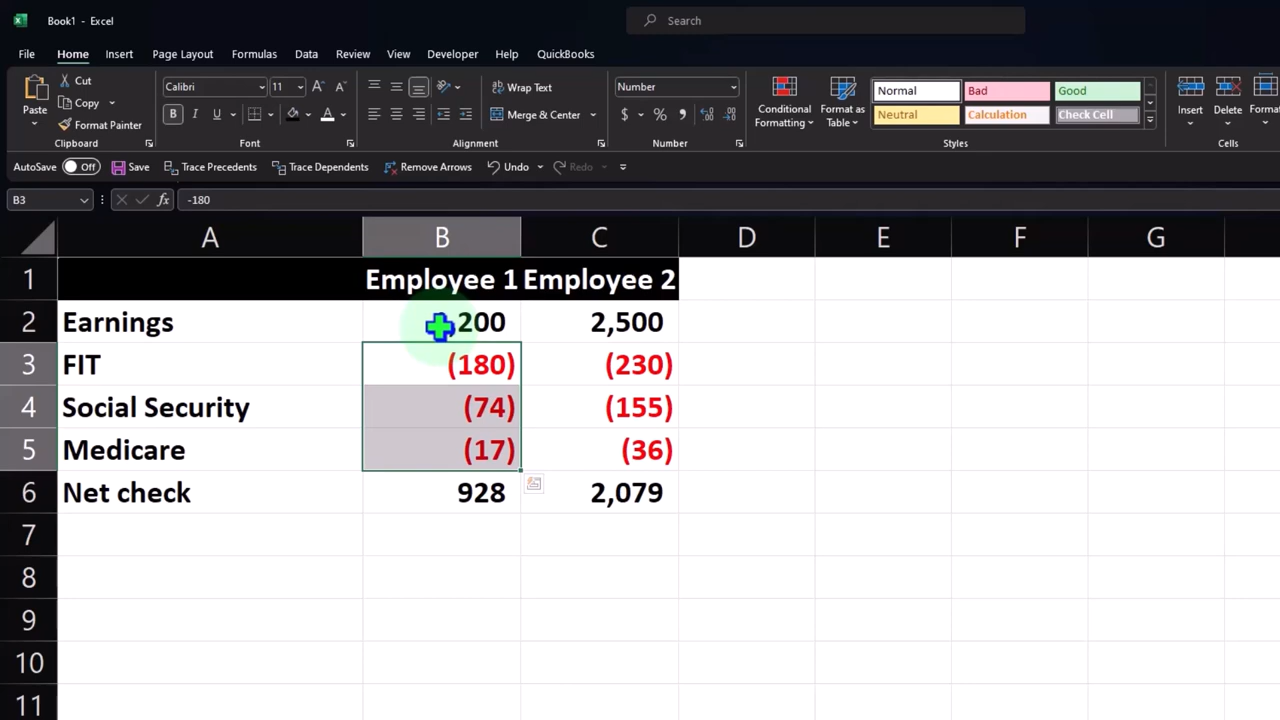 Book1 - Excel
Search
File Home Insert Page Layout Formulas Data Review View Developer Help QuickBooks
Cut
Copy
Format Painter
Paste
Clipboard
Calibri 11
B I U
Font
Wrap Text
Merge & Center
Alignment
Number
$ %
Number
Conditional Formatting
Format as Table
Normal Bad Good
Neutral Calculation Check Cell
Styles
Insert Delete
Cells
AutoSave Off Save Trace Precedents Trace Dependents Remove Arrows Undo Redo
B3 fx -180
A B C D E F G
1 Employee 1 Employee 2
2 Earnings 200 2,500
3 FIT (180) (230)
4 Social Security (74) (155)
5 Medicare (17) (36)
6 Net check 928 2,079
7
8
9
10
11